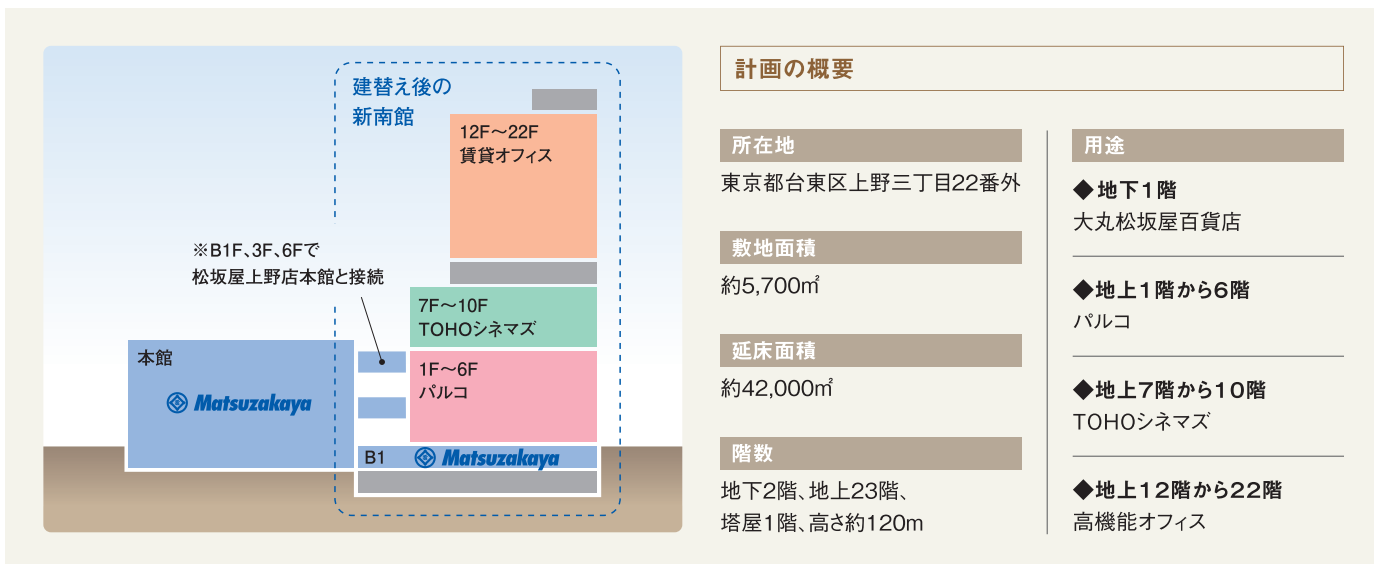 建替え後の
新南館
12F〜22F
賃貸オフィス
※B1F、3F、6Fで
松坂屋上野店本館と接続
7F〜10F
TOHOシネマズ
本館
Matsuzakaya
1F〜6F
パルコ
B1
Matsuzakaya
計画の概要
所在地
東京都台東区上野三丁目22番外
敷地面積
約5,700㎡
延床面積
約42,000㎡
階数
地下2階、地上23階、
塔屋1階、高さ約120m
用途
◆地下1階
大丸松坂屋百貨店
◆地上1階から6階
パルコ
◆地上7階から10階
TOHOシネマズ
◆地上12階から22階
高機能オフィス